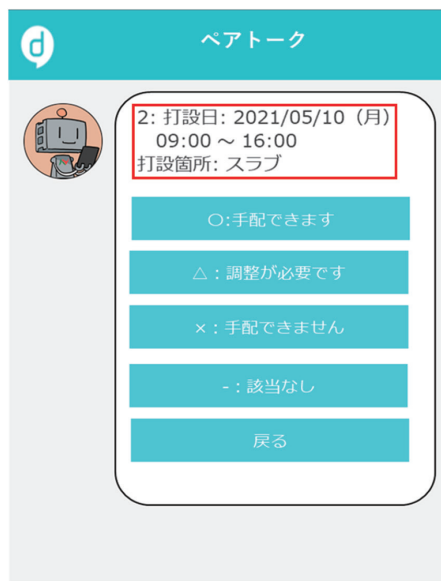 d
ペアトーク
2: 打設日: 2021/05/10（月）
09:00 ～ 16:00
打設箇所: スラブ
〇:手配できます
△：調整が必要です
×：手配できません
-：該当なし
戻る